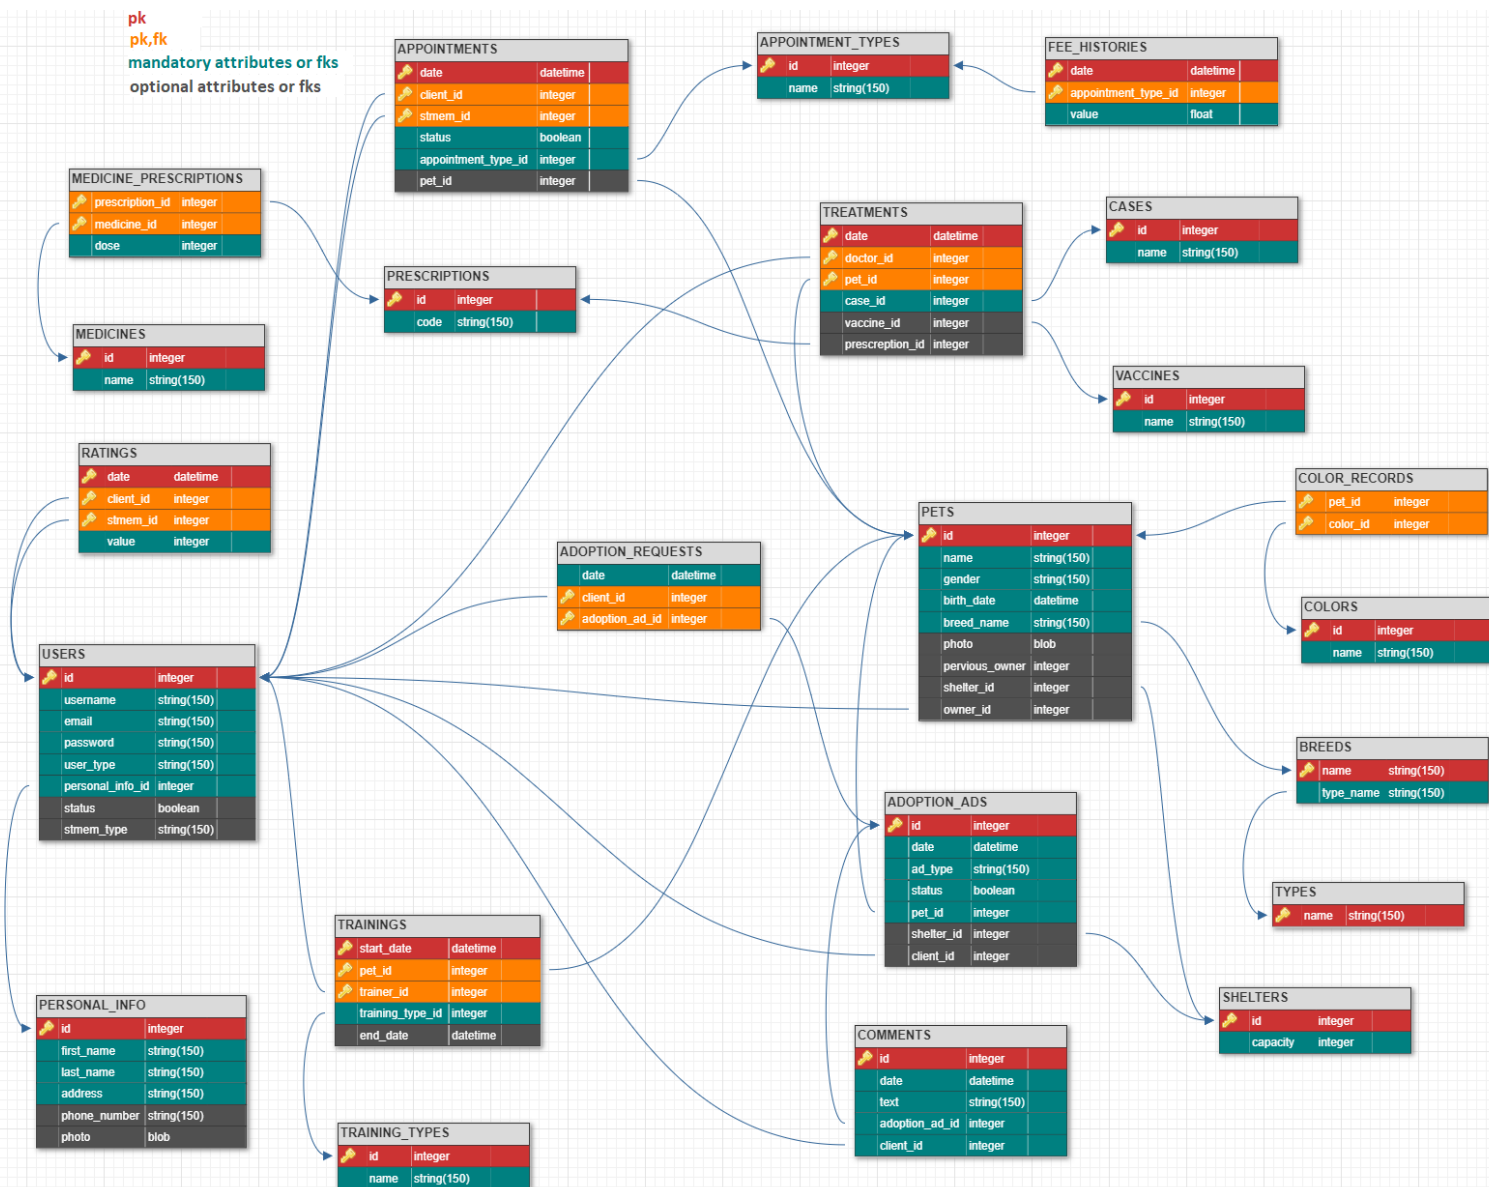 pk
pk,fk
mandatory attributes or fks
optional attributes or fks
APPOINTMENTS
date datetime
client_id integer
stmem_id integer
status boolean
appointment_type_id integer
pet_id integer
APPOINTMENT_TYPES
id integer
name string(150)
FEE_HISTORIES
date datetime
appointment_type_id integer
value float
MEDICINE_PRESCRIPTIONS
prescription_id integer
medicine_id integer
dose integer
PRESCRIPTIONS
id integer
code string(150)
TREATMENTS
date datetime
doctor_id integer
pet_id integer
case_id integer
vaccine_id integer
prescreption_id integer
CASES
id integer
name string(150)
MEDICINES
id integer
name string(150)
VACCINES
id integer
name string(150)
RATINGS
date datetime
client_id integer
stmem_id integer
value integer
ADOPTION_REQUESTS
date datetime
client_id integer
adoption_ad_id integer
PETS
id integer
name string(150)
gender string(150)
birth_date datetime
breed_name string(150)
photo blob
pervious_owner integer
shelter_id integer
owner_id integer
COLOR_RECORDS
pet_id integer
color_id integer
COLORS
id integer
name string(150)
USERS
id integer
username string(150)
email string(150)
password string(150)
user_type string(150)
personal_info_id integer
status boolean
stmem_type string(150)
BREEDS
name string(150)
type_name string(150)
ADOPTION_ADS
id integer
date datetime
ad_type string(150)
status boolean
pet_id integer
shelter_id integer
client_id integer
TYPES
name string(150)
TRAININGS
start_date datetime
pet_id integer
trainer_id integer
training_type_id integer
end_date datetime
PERSONAL_INFO
id integer
first_name string(150)
last_name string(150)
address string(150)
phone_number string(150)
photo blob
SHELTERS
id integer
capacity integer
COMMENTS
id integer
date datetime
text string(150)
adoption_ad_id integer
client_id integer
TRAINING_TYPES
id integer
name string(150)